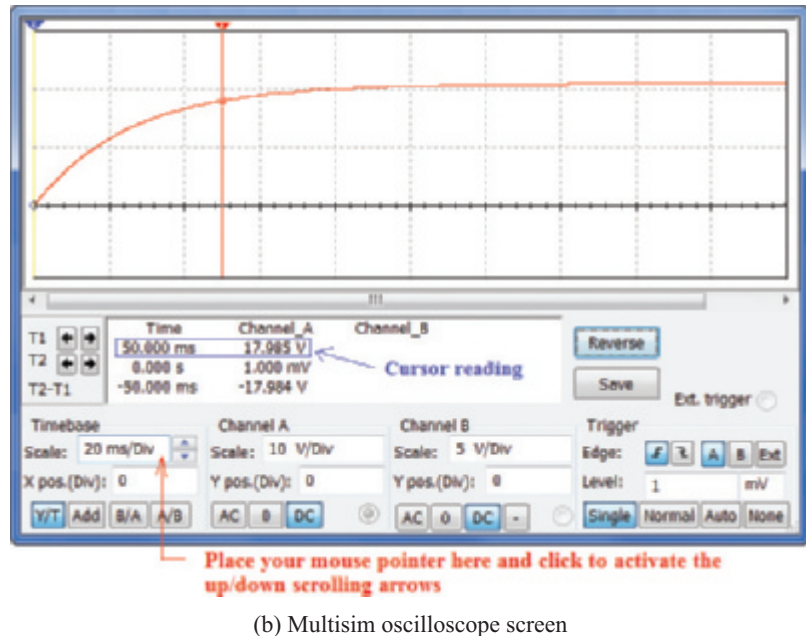 Time Channel_A Channel_B
T1 50.000 ms 17.985 V
T2 0.000 s 1.000 mV
T2-T1 -50.000 ms -17.984 V
Cursor reading
Reverse
Save
Ext. trigger
Timebase
Scale: 20 ms/Div
X pos.(Div): 0
Y/T Add B/A A/B
Channel A
Scale: 10 V/Div
Y pos.(Div): 0
AC 0 DC
Channel B
Scale: 5 V/Div
Y pos.(Div): 0
AC 0 DC -
Trigger
Edge: A B Ext
Level: 1 mV
Single Normal Auto None
Place your mouse pointer here and click to activate the
up/down scrolling arrows
(b) Multisim oscilloscope screen